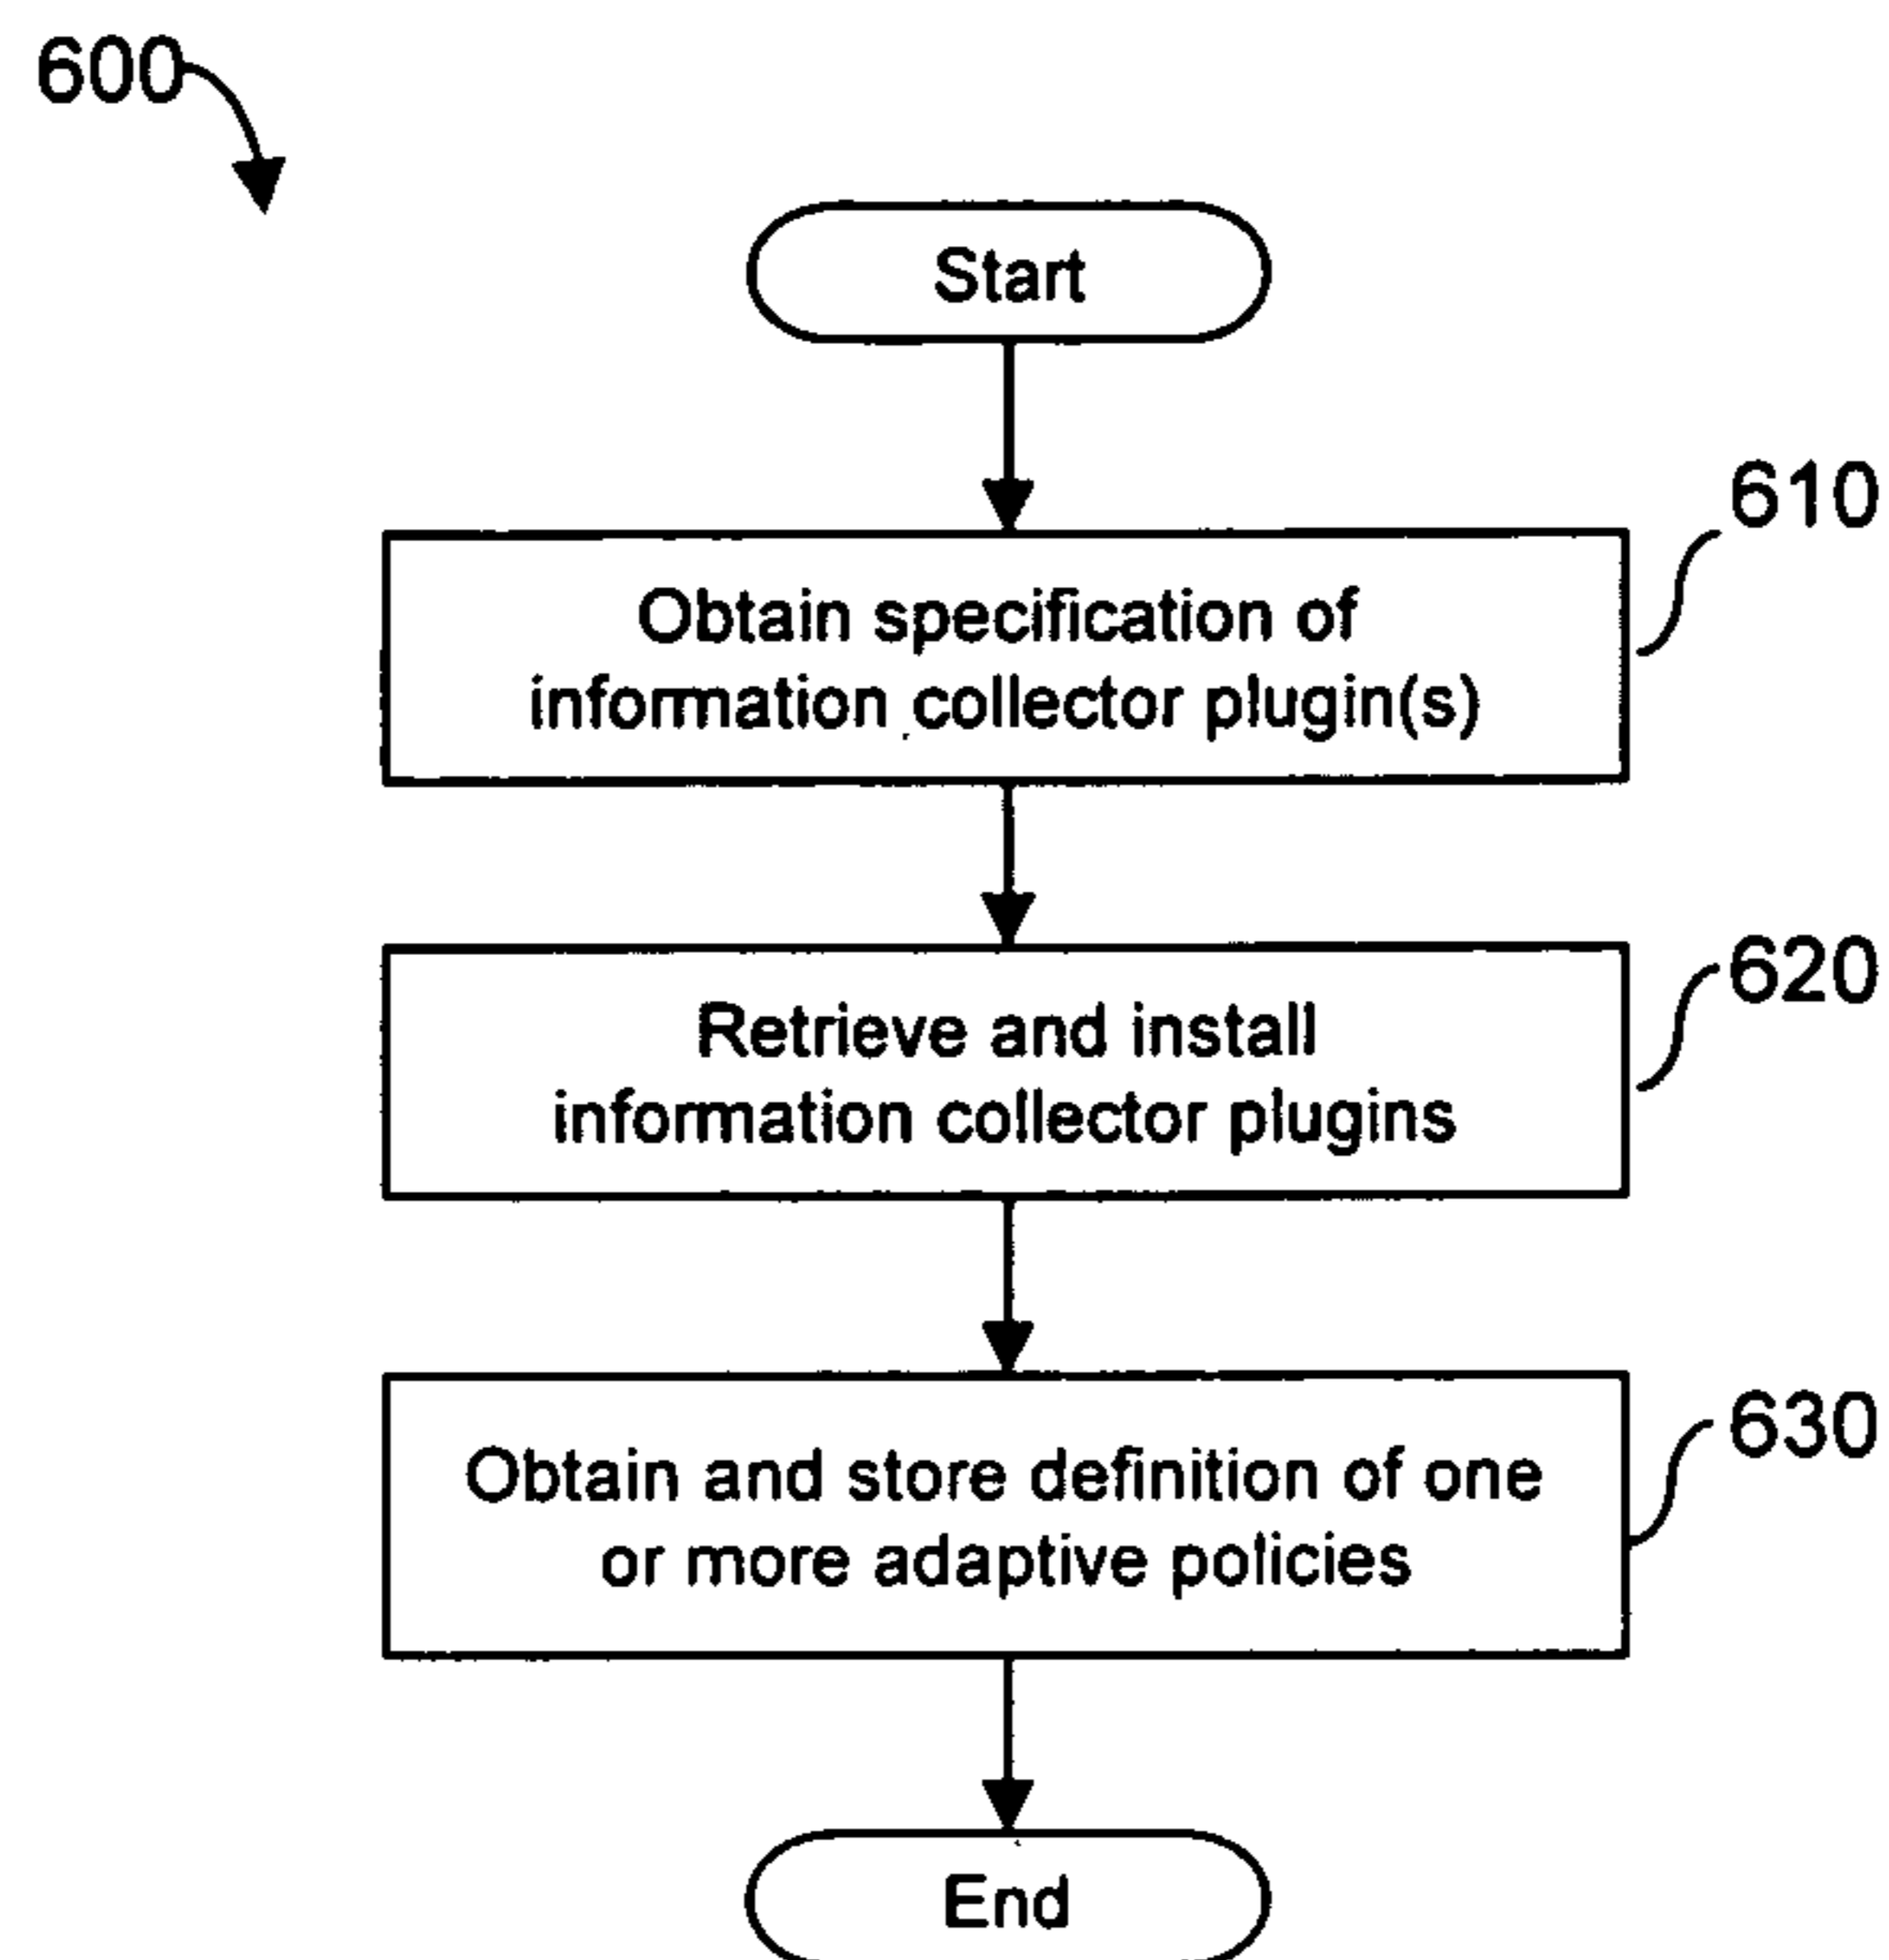 600
Start
610
Obtain specification of
information collector plugin(s)
620
Retrieve and install
information collector plugins
630
Obtain and store definition of one
or more adaptive policies
End